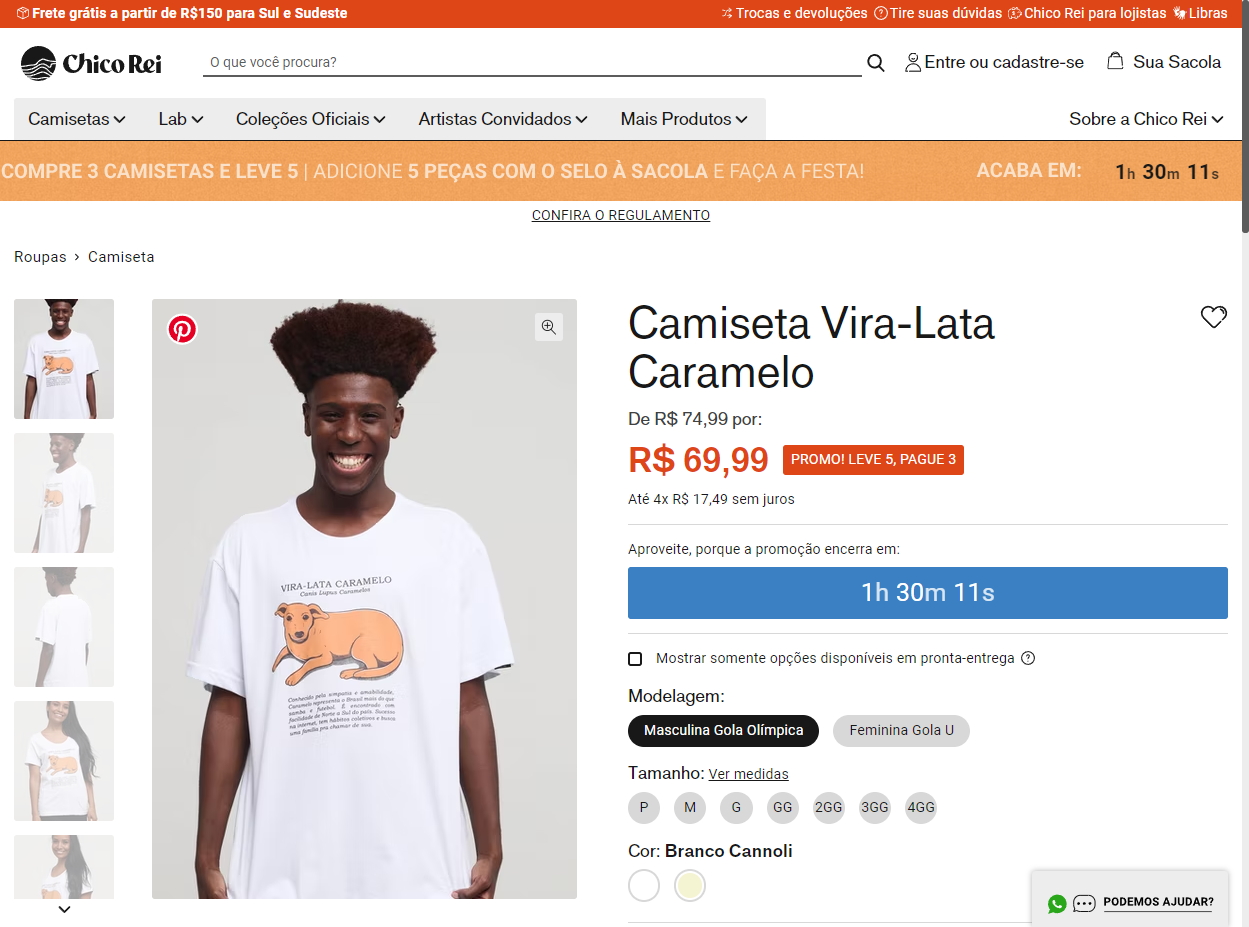 Frete grátis a partir de R$150 para Sul e Sudeste
Trocas e devoluções
Tire suas dúvidas
Chico Rei para lojistas
Libras
Chico Rei
O que você procura?
Entre ou cadastre-se
Sua Sacola
Camisetas
Lab
Coleções Oficiais
Artistas Convidados
Mais Produtos
Sobre a Chico Rei
COMPRE 3 CAMISETAS E LEVE 5 | ADICIONE 5 PEÇAS COM O SELO À SACOLA E FAÇA A FESTA!
ACABA EM:
1h 30m 11s
CONFIRA O REGULAMENTO
Roupas › Camiseta
VIRA-LATA CARAMELO
Canis Lupus Caramelos
Conhecido pela simpatia e amabilidade,
Caramelo representa o Brasil mais do que
samba e futebol. É encontrado com
facilidade de Norte a Sul do país. Sucesso
na internet, tem hábitos coletivos e busca
uma família pra chamar de sua.
Camiseta Vira-Lata
Caramelo
De R$ 74,99 por:
R$ 69,99
PROMO! LEVE 5, PAGUE 3
Até 4x R$ 17,49 sem juros
Aproveite, porque a promoção encerra em:
1h 30m 11s
Mostrar somente opções disponíveis em pronta-entrega
Modelagem:
Masculina Gola Olímpica
Feminina Gola U
Tamanho: Ver medidas
P M G GG 2GG 3GG 4GG
Cor: Branco Cannoli
PODEMOS AJUDAR?